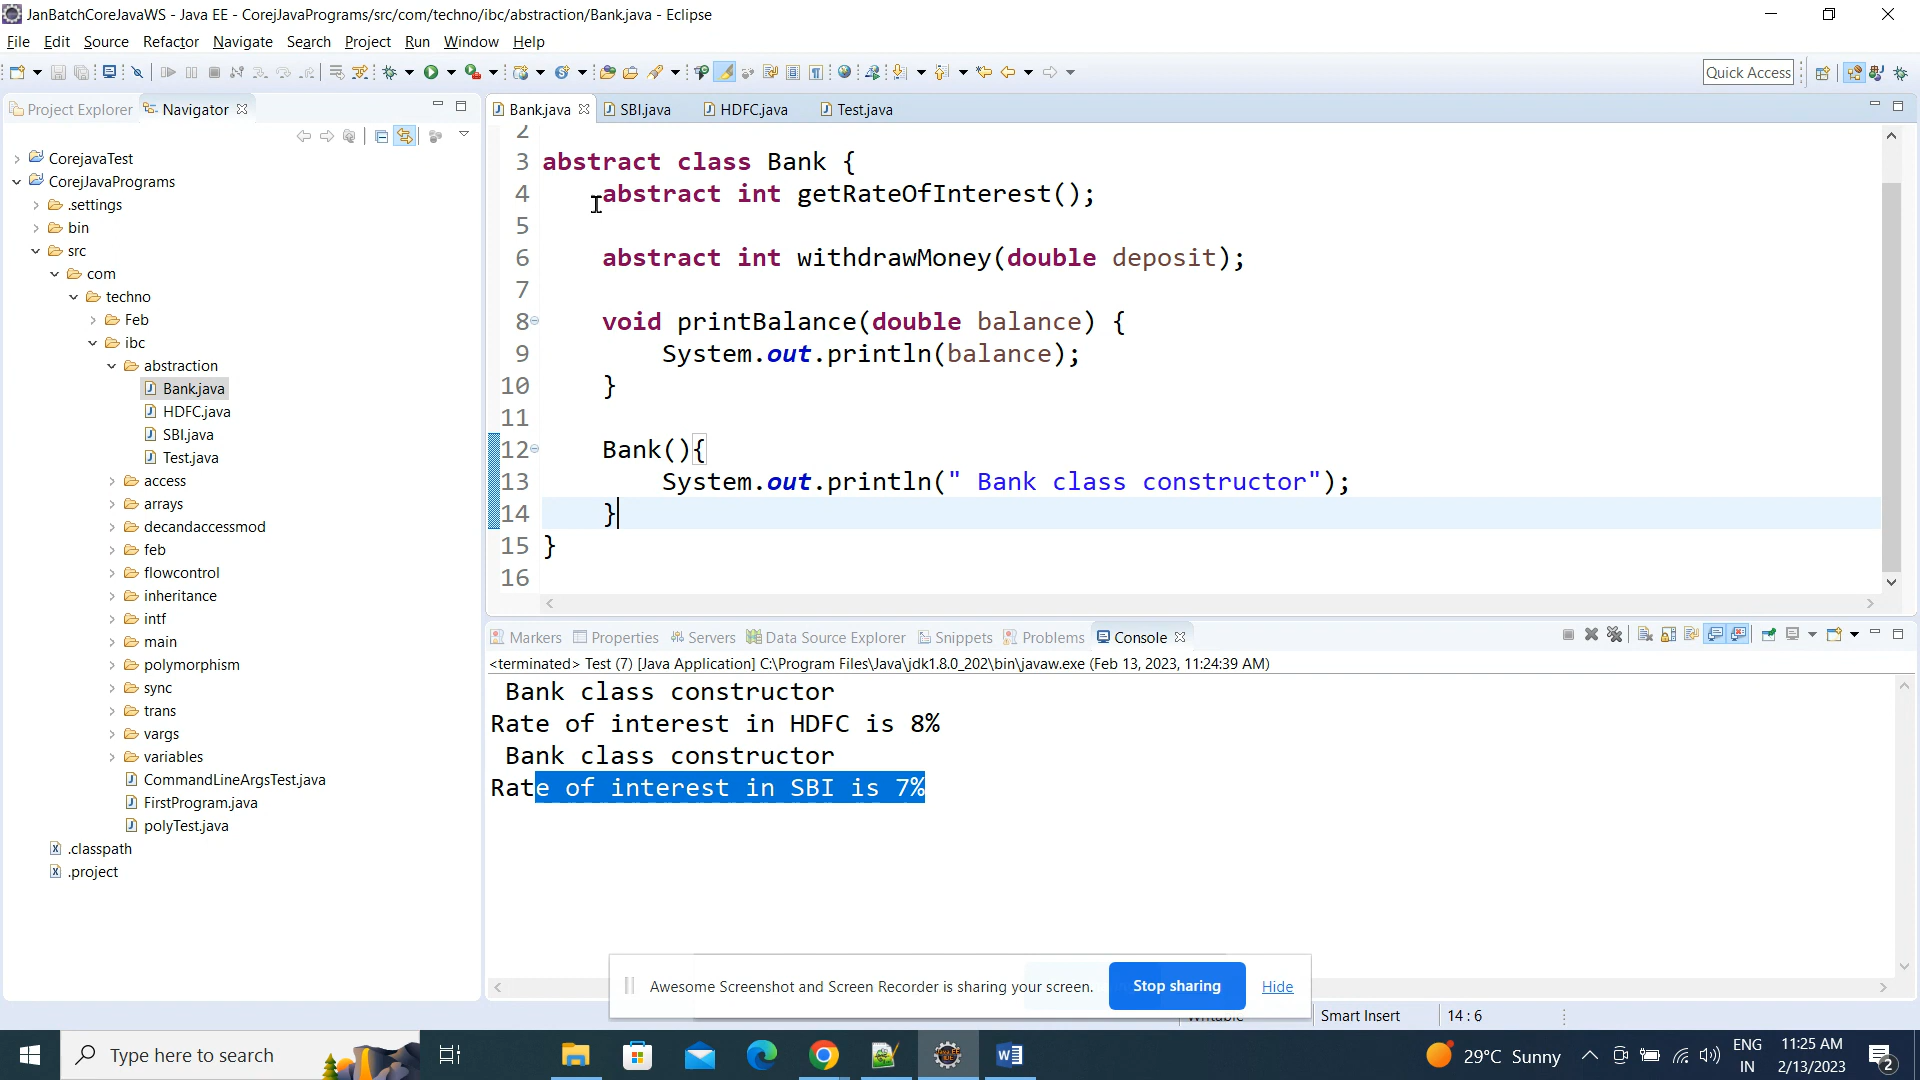 JanBatchCoreJavaWS - Java EE - CorejJavaPrograms/src/com/techno/ibc/abstraction/Bank.java - Eclipse
File Edit Source Refactor Navigate Search Project Run Window Help
Quick Access
Project Explorer Navigator
CorejavaTest
CorejJavaPrograms
.settings
bin
src
com
techno
Feb
ibc
abstraction
Bank.java
HDFC.java
SBI.java
Test.java
access
arrays
decandaccessmod
feb
flowcontrol
inheritance
intf
main
polymorphism
sync
trans
vargs
variables
CommandLineArgsTest.java
FirstProgram.java
polyTest.java
.classpath
.project
Bank.java SBI.java HDFC.java Test.java
2
3 abstract class Bank {
4 abstract int getRateOfInterest();
5
6 abstract int withdrawMoney(double deposit);
7
8 void printBalance(double balance) {
9 System.out.println(balance);
10 }
11
12 Bank(){
13 System.out.println(" Bank class constructor");
14 }
15 }
16
Markers Properties Servers Data Source Explorer Snippets Problems Console
<terminated> Test (7) [Java Application] C:\Program Files\Java\jdk1.8.0_202\bin\javaw.exe (Feb 13, 2023, 11:24:39 AM)
Bank class constructor
Rate of interest in HDFC is 8%
Bank class constructor
Rate of interest in SBI is 7%
Awesome Screenshot and Screen Recorder is sharing your screen. Stop sharing Hide
Writable Smart Insert 14 : 6
Type here to search
29°C Sunny
ENG
IN
11:25 AM
2/13/2023
2